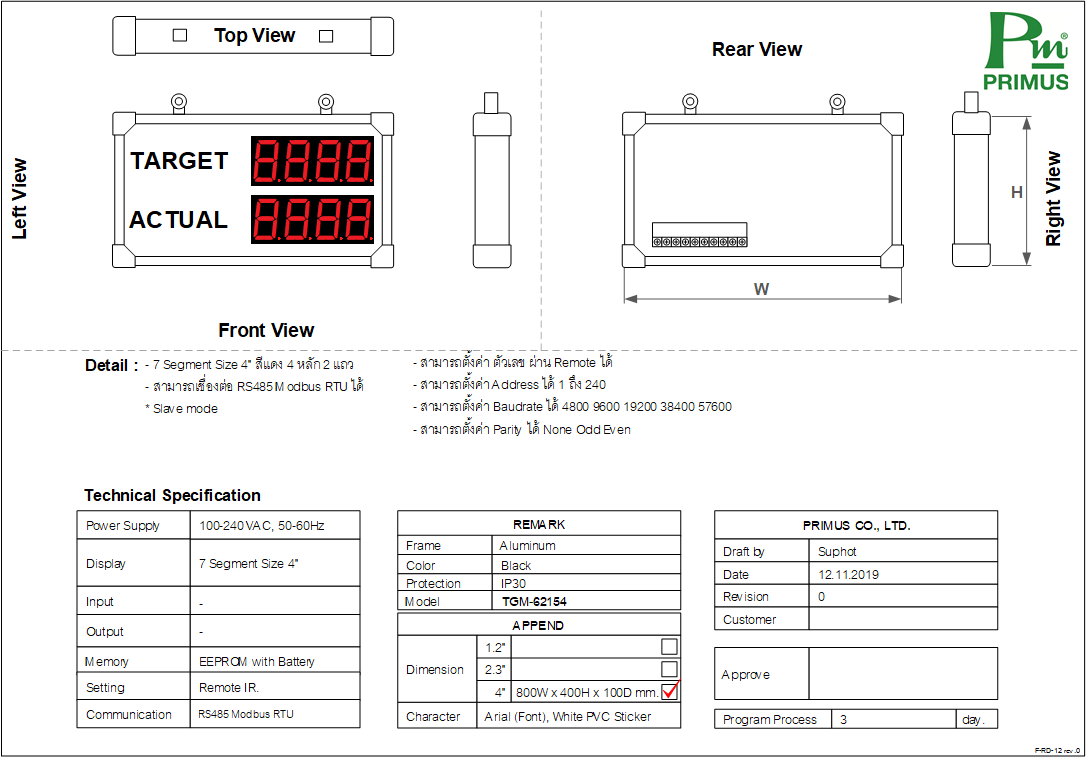 Top View
Rear View
Pm®
PRIMUS
Left View
TARGET 8.8.8.8.
ACTUAL 8.8.8.8.
H
Right View
W
Front View
Detail : - 7 Segment Size 4" สีแดง 4 หลัก 2 แถว
- สามารถเชื่องต่อ RS485 Modbus RTU ได้
* Slave mode
- สามารถตั้งค่า ตัวเลข ผ่าน Remote ได้
- สามารถตั้งค่า Address ได้ 1 ถึง 240
- สามารถตั้งค่า Baudrate ได้ 4800 9600 19200 38400 57600
- สามารถตั้งค่า Parity ได้ None Odd Even
Technical Specification
Power Supply 100-240VAC, 50-60Hz
Display 7 Segment Size 4"
Input -
Output -
Memory EEPROM with Battery
Setting Remote IR.
Communication RS485 Modbus RTU
REMARK
Frame Aluminum
Color Black
Protection IP30
Model TGM-62154
APPEND
Dimension
1.2"
2.3"
4" 800W x 400H x 100D mm.
Character Arial (Font), White PVC Sticker
PRIMUS CO., LTD.
Draft by Suphot
Date 12.11.2019
Revision 0
Customer
Approve
Program Process 3 day.
F-RD-12 rev.0